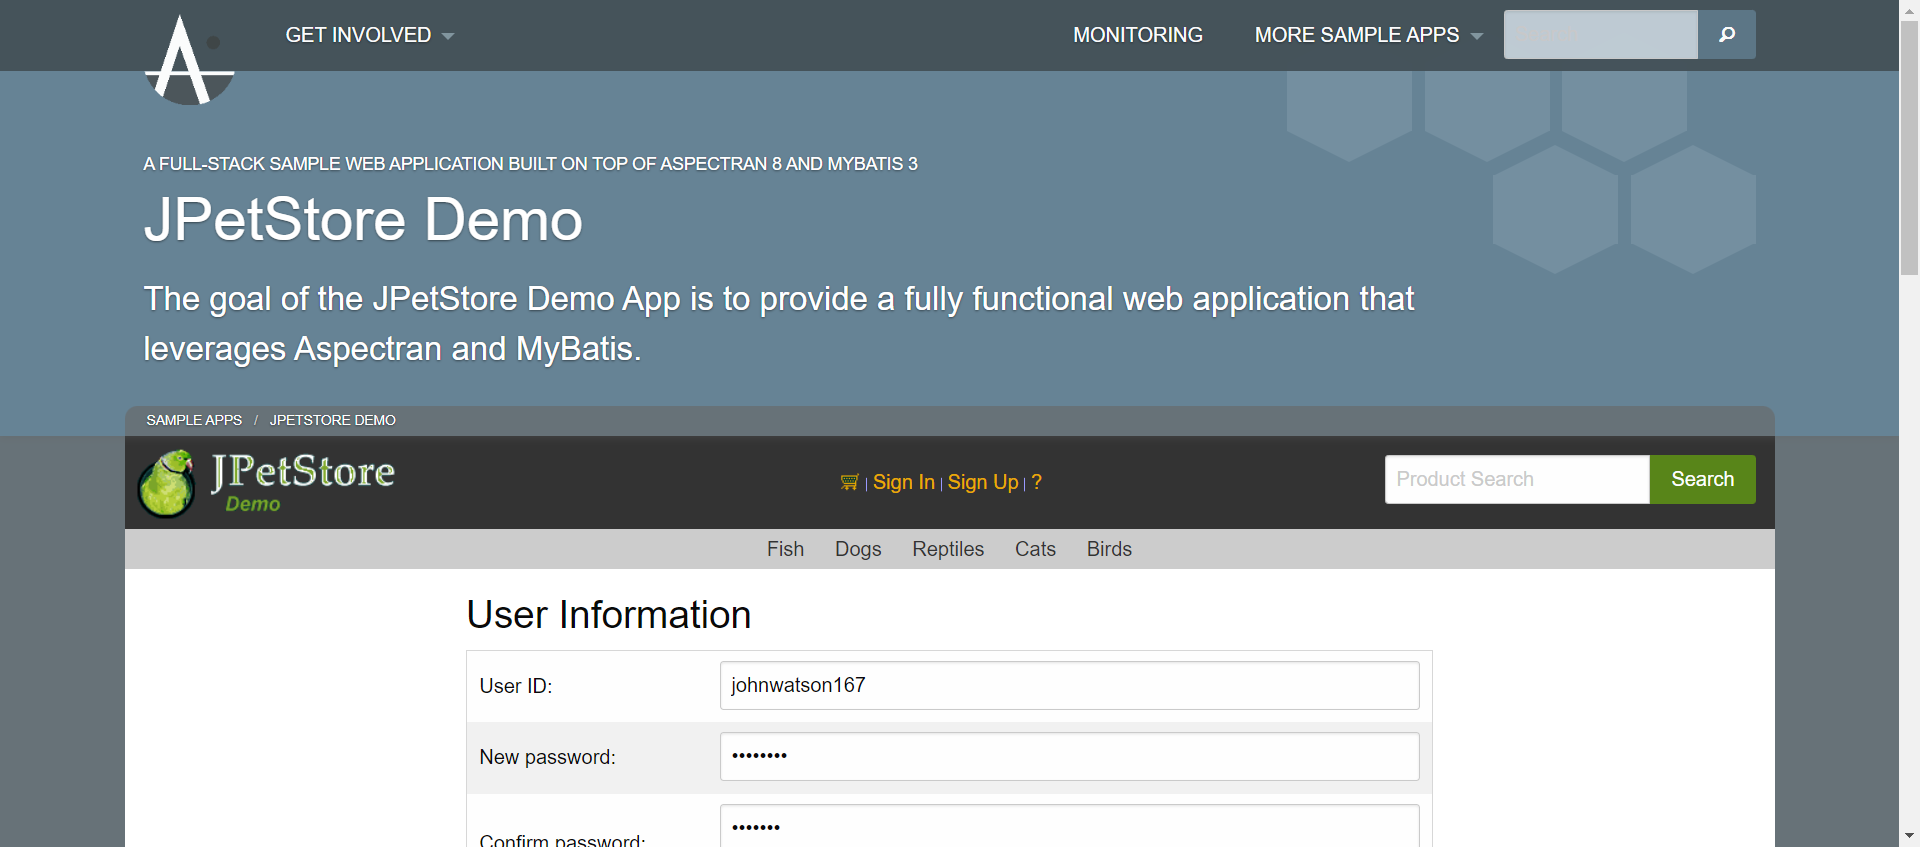 GET INVOLVED
MONITORING
MORE SAMPLE APPS
A FULL-STACK SAMPLE WEB APPLICATION BUILT ON TOP OF ASPECTRAN 8 AND MYBATIS 3
JPetStore Demo
The goal of the JPetStore Demo App is to provide a fully functional web application that
leverages Aspectran and MyBatis.
SAMPLE APPS / JPETSTORE DEMO
JPetStore
Demo
| Sign In | Sign Up | ?
Product Search
Search
Fish Dogs Reptiles Cats Birds
User Information
User ID:
johnwatson167
New password:
••••••••
Confirm password:
•••••••